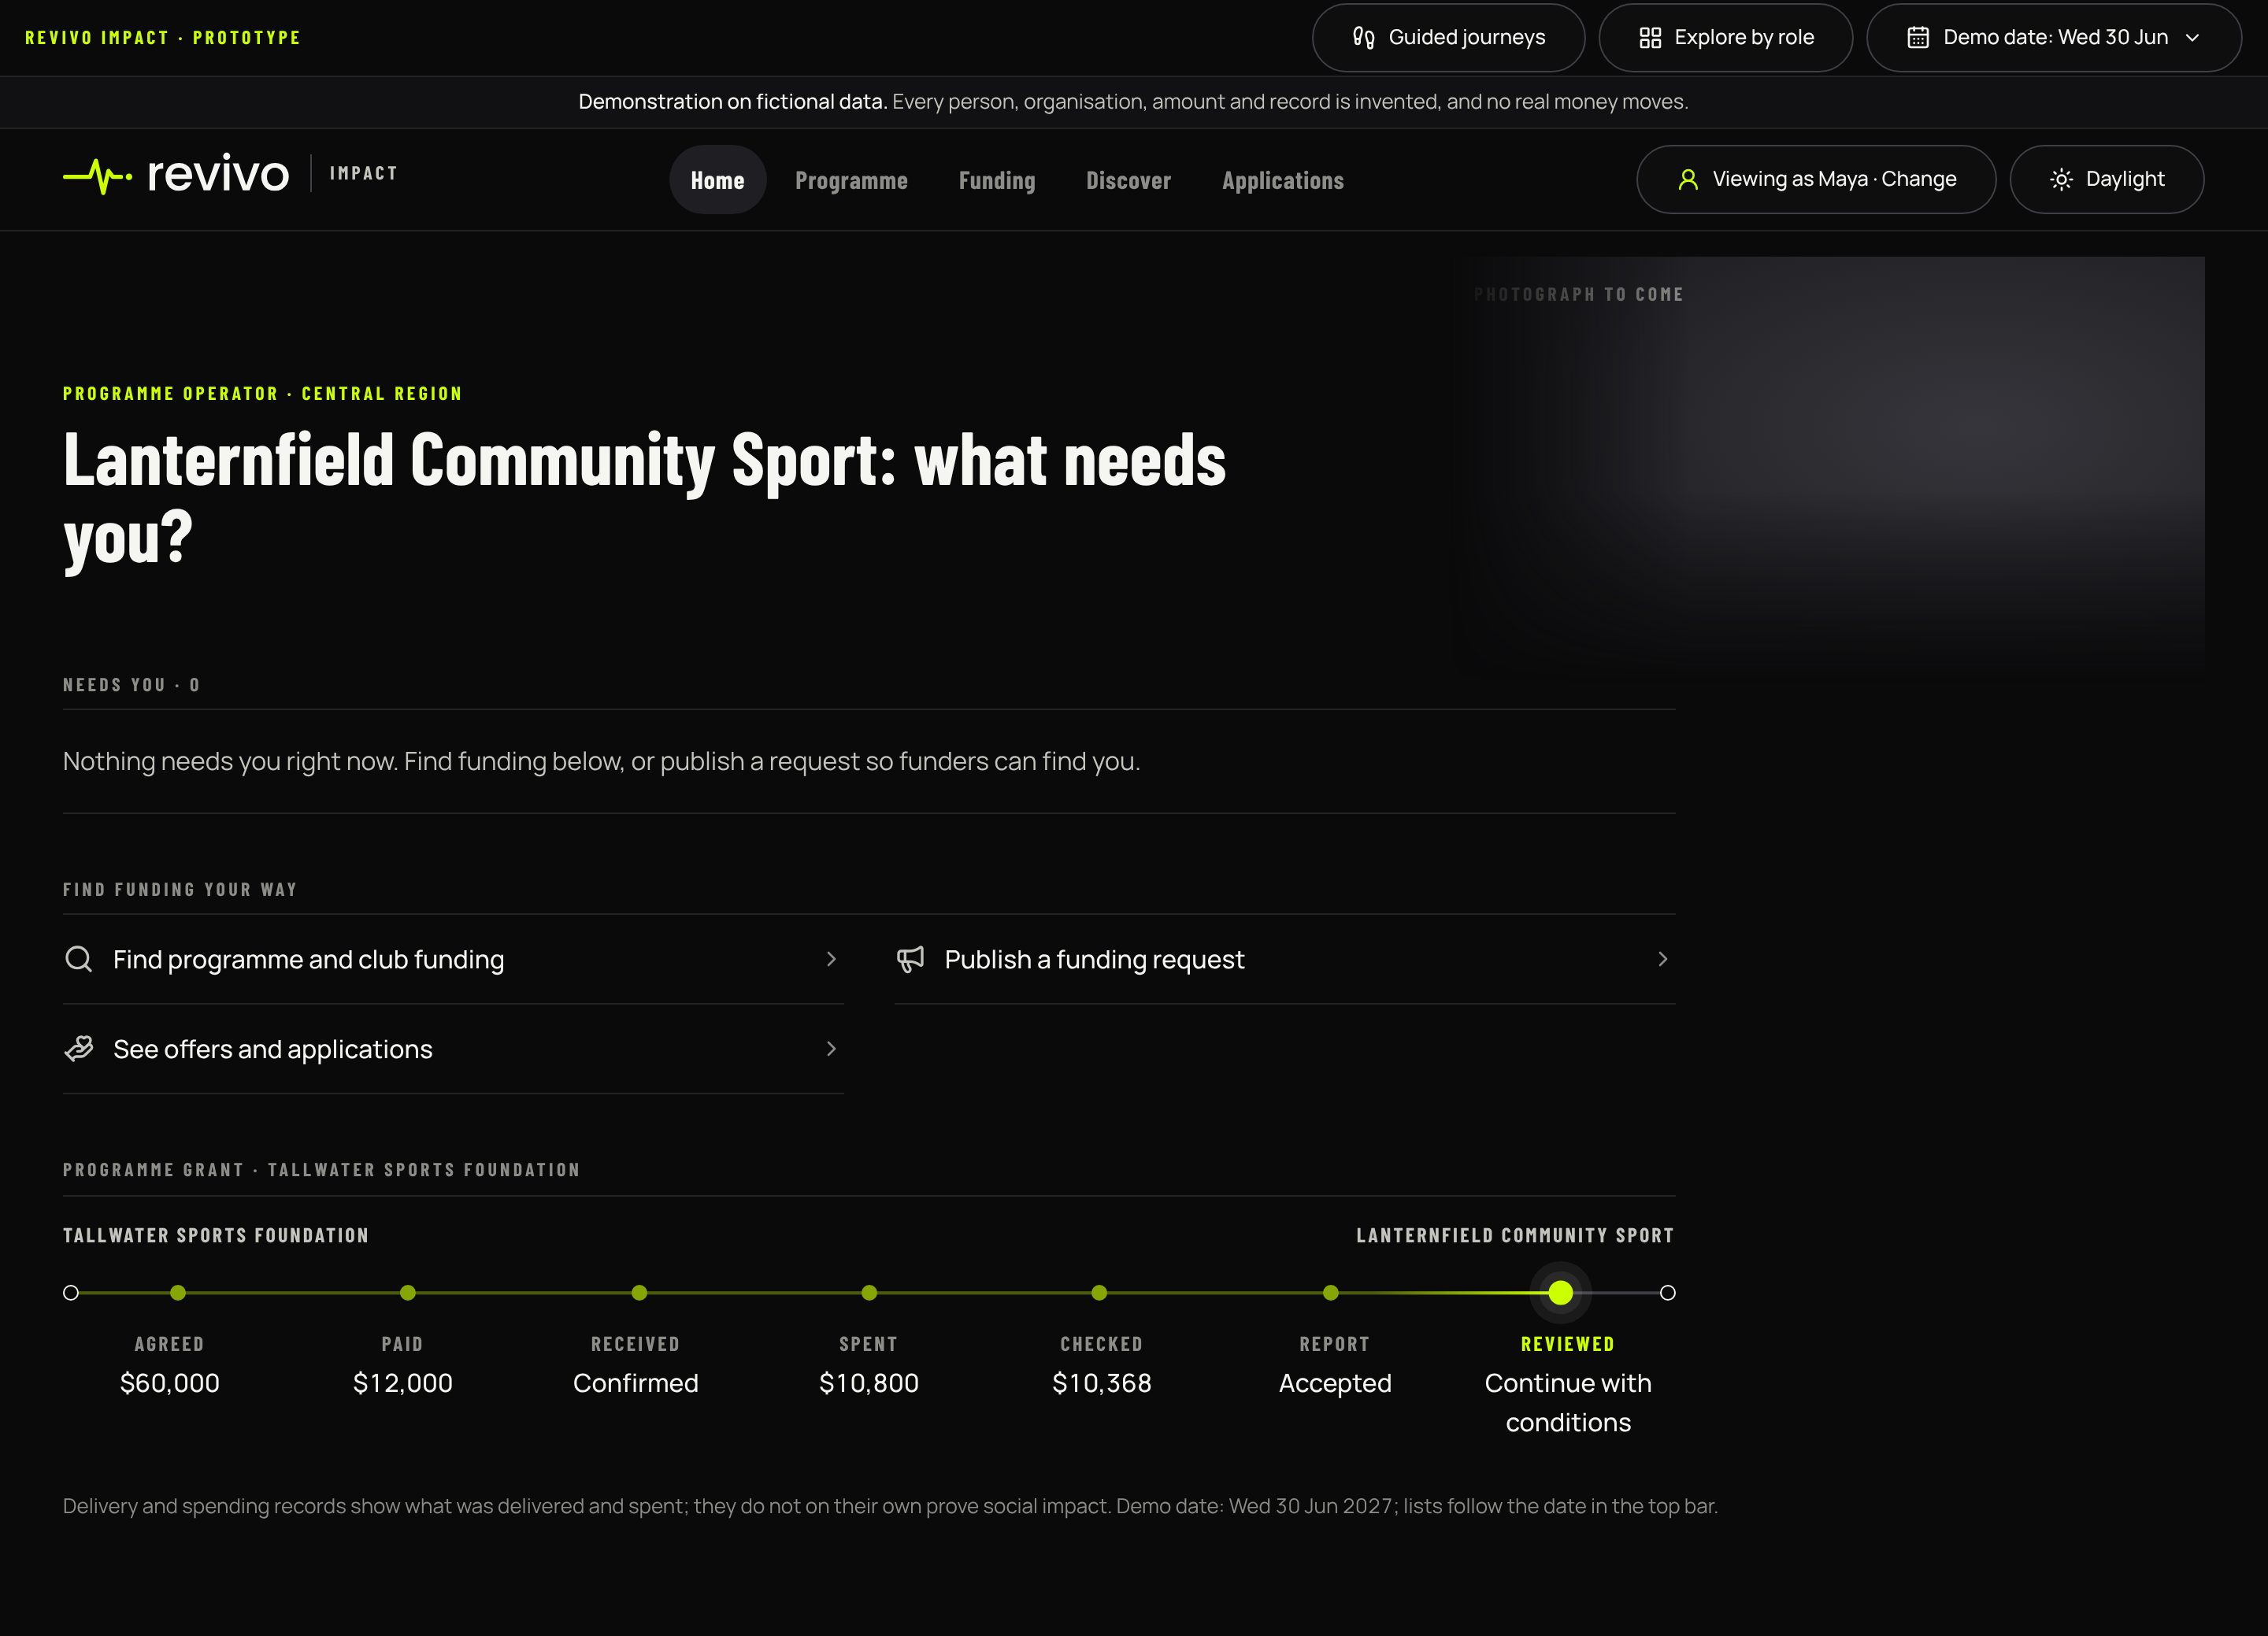 REVIVO IMPACT · PROTOTYPE
Guided journeys
Explore by role
Demo date: Wed 30 Jun
Demonstration on fictional data. Every person, organisation, amount and record is invented, and no real money moves.
revivo IMPACT
Home
Programme
Funding
Discover
Applications
Viewing as Maya · Change
Daylight
PHOTOGRAPH TO COME
PROGRAMME OPERATOR · CENTRAL REGION
Lanternfield Community Sport: what needs
you?
NEEDS YOU · 0
Nothing needs you right now. Find funding below, or publish a request so funders can find you.
FIND FUNDING YOUR WAY
Find programme and club funding
Publish a funding request
See offers and applications
PROGRAMME GRANT · TALLWATER SPORTS FOUNDATION
TALLWATER SPORTS FOUNDATION
LANTERNFIELD COMMUNITY SPORT
AGREED
$60,000
PAID
$12,000
RECEIVED
Confirmed
SPENT
$10,800
CHECKED
$10,368
REPORT
Accepted
REVIEWED
Continue with
conditions
Delivery and spending records show what was delivered and spent; they do not on their own prove social impact. Demo date: Wed 30 Jun 2027; lists follow the date in the top bar.